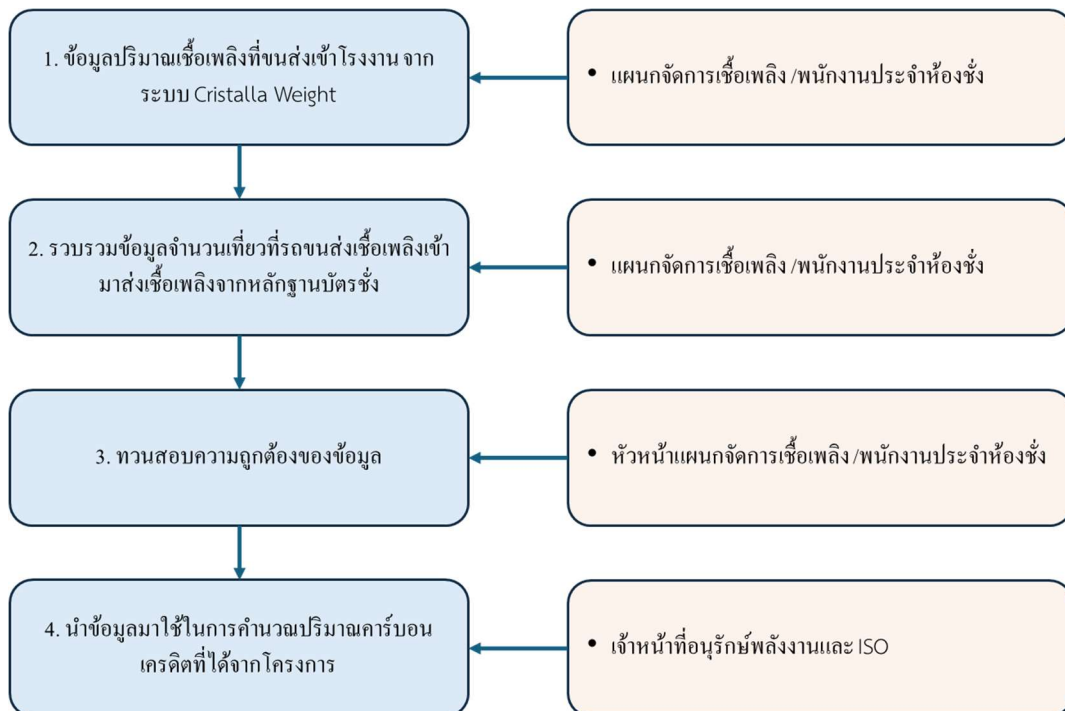 1. ข้อมูลปริมาณเชื้อเพลิงที่ขนส่งเข้าโรงงาน จาก
ระบบ Cristalla Weight
• แผนกจัดการเชื้อเพลิง /พนักงานประจำห้องชั่ง
2. รวบรวมข้อมูลจำนวนเที่ยวที่รถขนส่งเชื้อเพลิงเข้า
มาส่งเชื้อเพลิงจากหลักฐานบัตรชั่ง
• แผนกจัดการเชื้อเพลิง /พนักงานประจำห้องชั่ง
3. ทวนสอบความถูกต้องของข้อมูล
• หัวหน้าแผนกจัดการเชื้อเพลิง /พนักงานประจำห้องชั่ง
4. นำข้อมูลมาใช้ในการคำนวณปริมาณคาร์บอน
เครดิตที่ได้จากโครงการ
• เจ้าหน้าที่อนุรักษ์พลังงานและ ISO